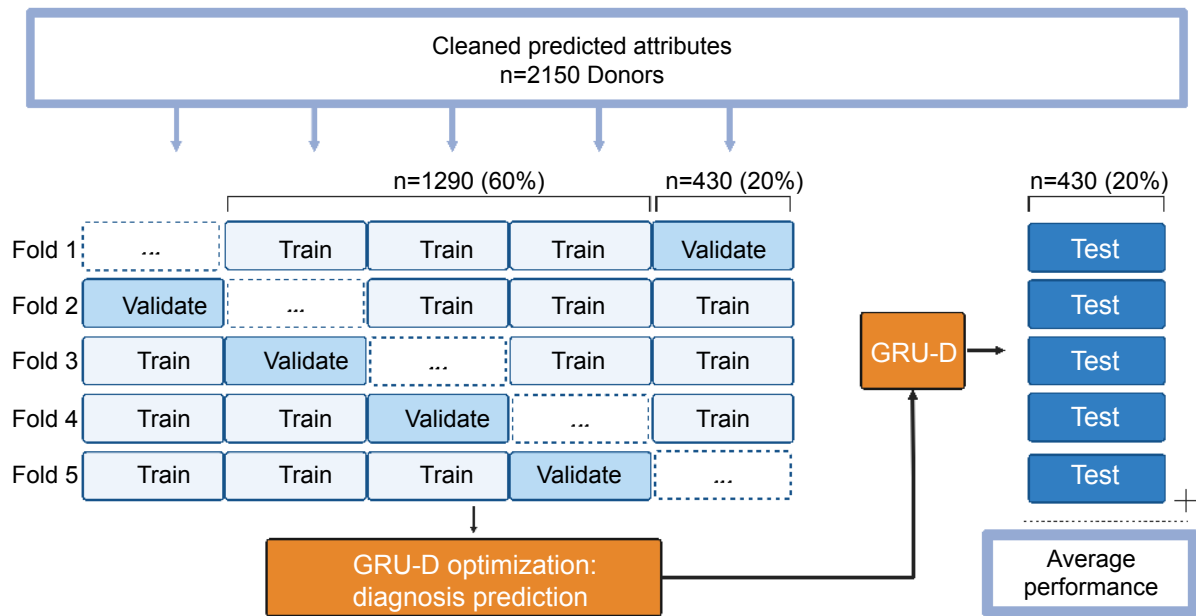 Cleaned predicted attributes
n=2150 Donors
n=1290 (60%) n=430 (20%) n=430 (20%)
Fold 1 ... Train Train Train Validate Test
Fold 2 Validate ... Train Train Train Test
Fold 3 Train Validate ... Train Train Test
GRU-D
Fold 4 Train Train Validate ... Train Test
Fold 5 Train Train Train Validate ... Test
+
GRU-D optimization:
diagnosis prediction
Average
performance